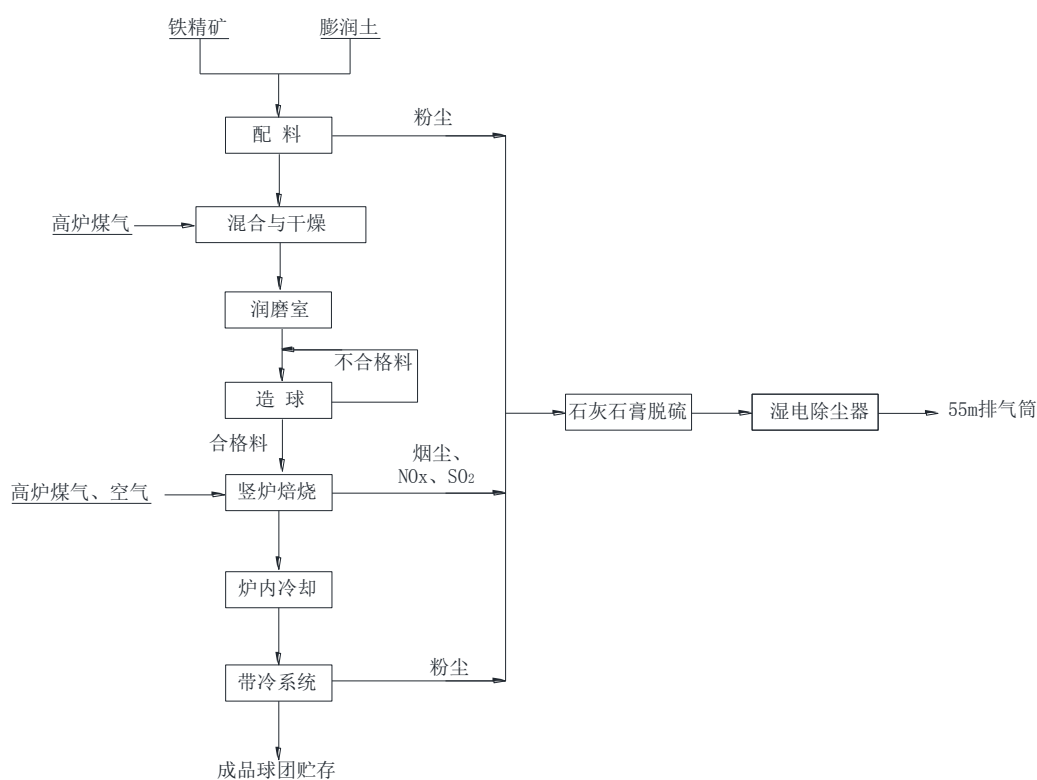 铁精矿
膨润土
配 料
粉尘
高炉煤气
混合与干燥
润磨室
不合格料
造 球
石灰石膏脱硫
湿电除尘器
55m排气筒
合格料
烟尘、
NOx、SO₂
高炉煤气、空气
竖炉焙烧
炉内冷却
带冷系统
粉尘
成品球团贮存